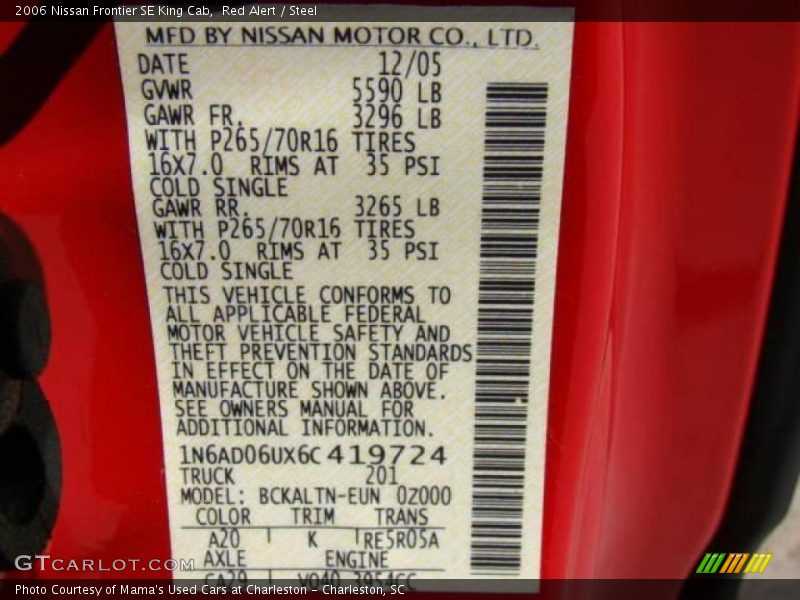 2006 Nissan Frontier SE King Cab, Red Alert / Steel
MFD BY NISSAN MOTOR CO., LTD.
DATE 12/05
GVWR 5590 LB
GAWR FR. 3296 LB
WITH P265/70R16 TIRES
16X7.0 RIMS AT 35 PSI
COLD SINGLE
GAWR RR. 3265 LB
WITH P265/70R16 TIRES
16X7.0 RIMS AT 35 PSI
COLD SINGLE
THIS VEHICLE CONFORMS TO
ALL APPLICABLE FEDERAL
MOTOR VEHICLE SAFETY AND
THEFT PREVENTION STANDARDS
IN EFFECT ON THE DATE OF
MANUFACTURE SHOWN ABOVE.
SEE OWNERS MANUAL FOR
ADDITIONAL INFORMATION.
1N6AD06UX6C419724
TRUCK 201
MODEL: BCKALTN-EUN 0Z000
COLOR TRIM TRANS
A20 K RE5R05A
AXLE ENGINE
CA29 VQ40 3954CC
GTCARLOT.COM
Photo Courtesy of Mama's Used Cars at Charleston - Charleston, SC